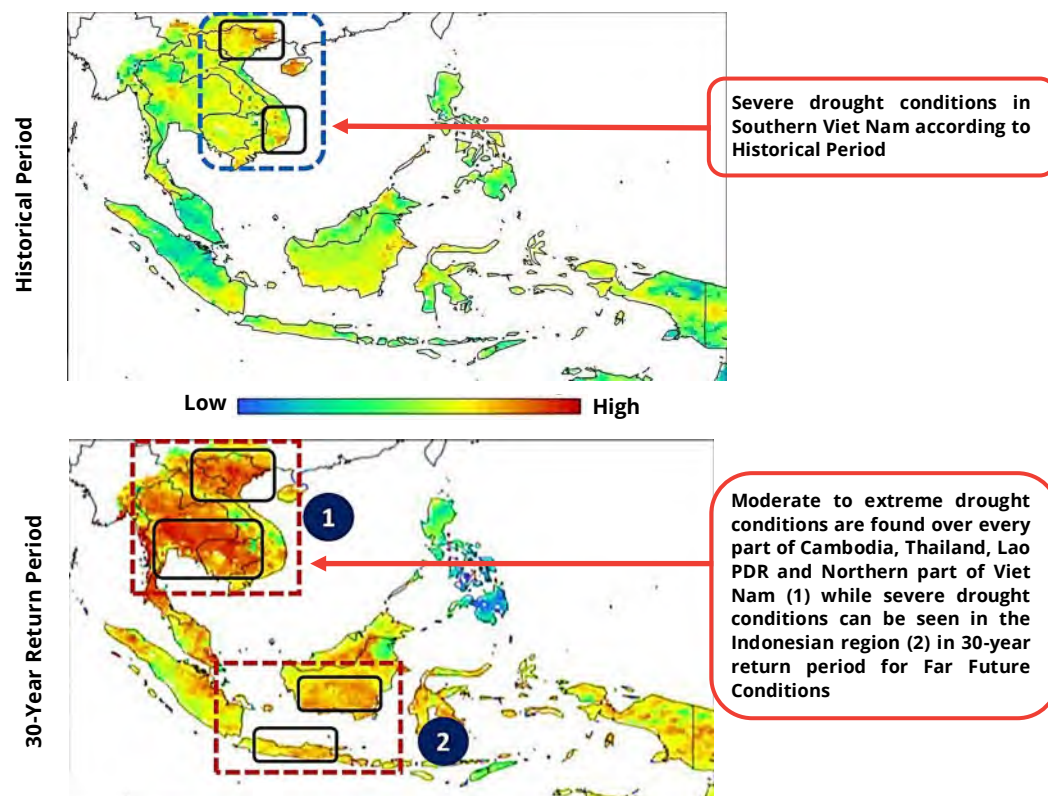 Historical Period
Severe drought conditions in
Southern Viet Nam according to
Historical Period
Low
High
30-Year Return Period
1
2
Moderate to extreme drought
conditions are found over every
part of Cambodia, Thailand, Lao
PDR and Northern part of Viet
Nam (1) while severe drought
conditions can be seen in the
Indonesian region (2) in 30-year
return period for Far Future
Conditions